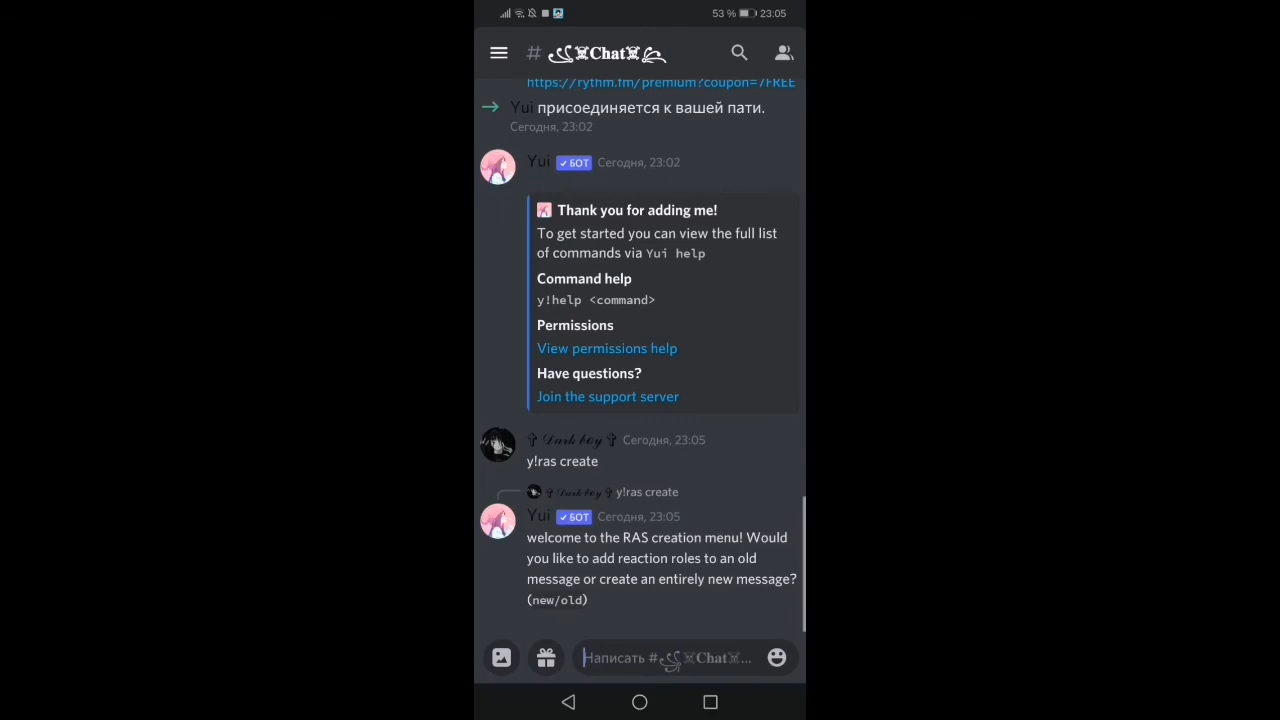 53 % 23:05
# Chat
https://rythm.fm/premium?coupon=7FREE
Yui присоединяется к вашей пати.
Сегодня, 23:02
Yui ✓ БОТ Сегодня, 23:02
Thank you for adding me!
To get started you can view the full list
of commands via Yui help
Command help
y!help <command>
Permissions
View permissions help
Have questions?
Join the support server
✞ 𝒟𝒶𝓇𝓀 𝒷𝑜𝓎 ✞ Сегодня, 23:05
y!ras create
✞ 𝒟𝒶𝓇𝓀 𝒷𝑜𝓎 ✞ y!ras create
Yui ✓ БОТ Сегодня, 23:05
welcome to the RAS creation menu! Would
you like to add reaction roles to an old
message or create an entirely new message?
(new/old)
Написать #꧁☠︎𝐂𝐡𝐚𝐭☠︎...